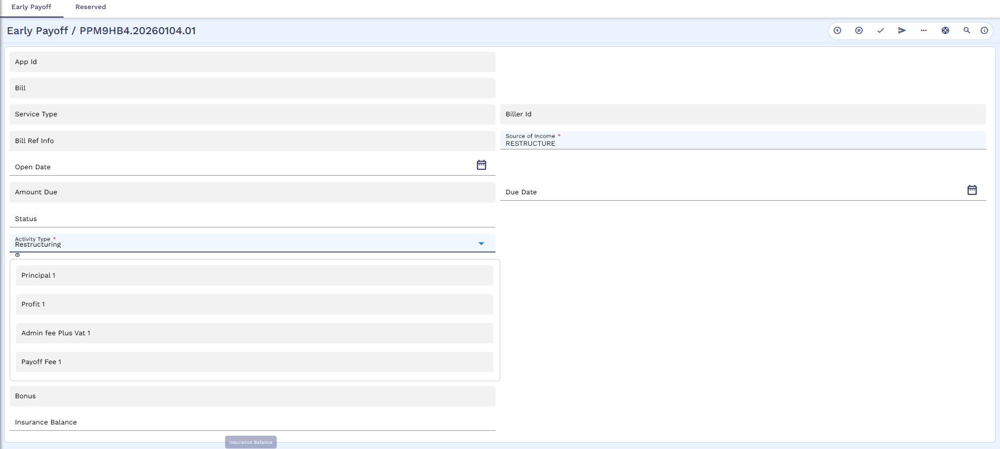 Early Payoff Reserved
Early Payoff / PPM9HB4.20260104.01
App Id
Bill
Service Type
Biller Id
Bill Ref Info
Source of Income *
RESTRUCTURE
Open Date
Amount Due
Due Date
Status
Activity Type *
Restructuring
Principal 1
Profit 1
Admin fee Plus Vat 1
Payoff Fee 1
Bonus
Insurance Balance
Insurance Balance